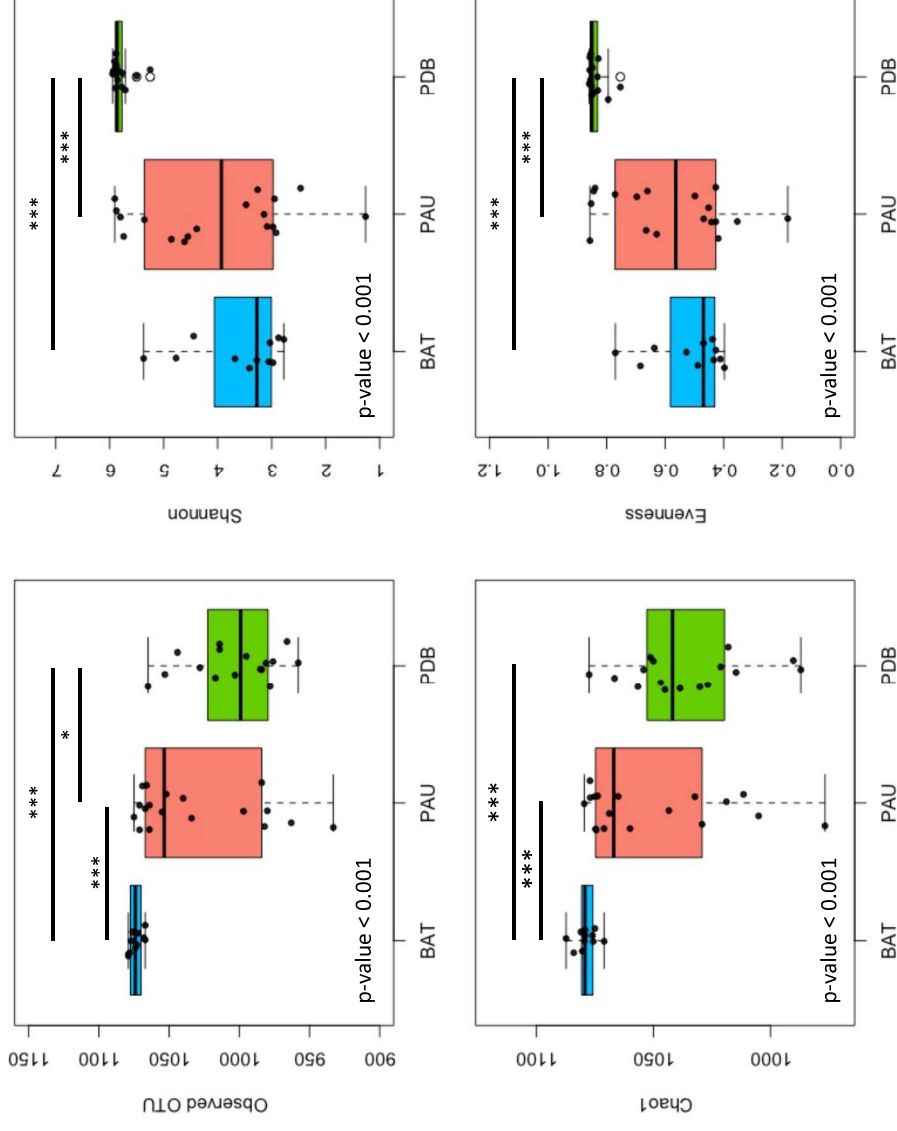 1150
1100
1050
1000
950
900
Observed OTU
***
*
***
p-value < 0.001
BAT
PAU
PDB
7
6
5
4
3
2
1
Shannon
***
***
p-value < 0.001
BAT
PAU
PDB
1100
1050
1000
Chao1
***
***
p-value < 0.001
BAT
PAU
PDB
1.2
1.0
0.8
0.6
0.4
0.2
0.0
Evenness
***
***
p-value < 0.001
BAT
PAU
PDB